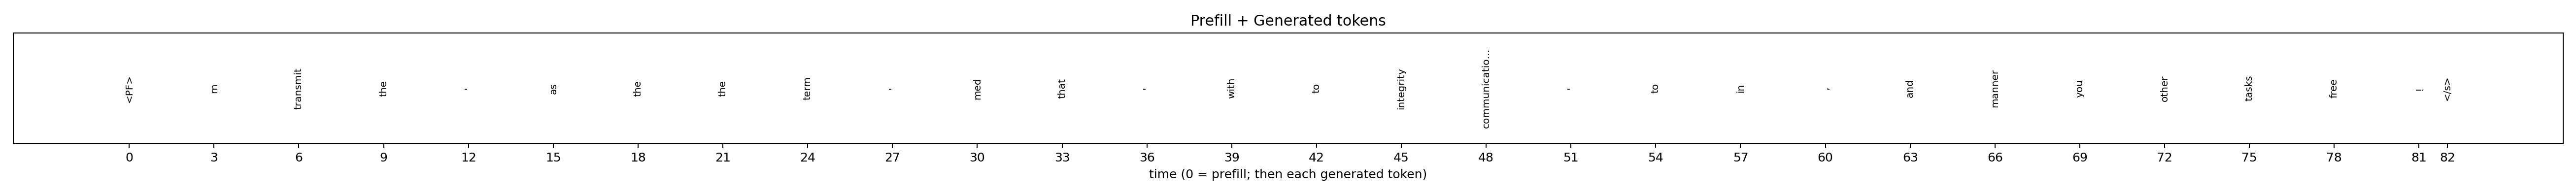 Prefill + Generated tokens
<PF> m transmit the - as the the term - med that - with to integrity communicatio... - to in , and manner you other tasks free ! </s>
0 3 6 9 12 15 18 21 24 27 30 33 36 39 42 45 48 51 54 57 60 63 66 69 72 75 78 81 82
time (0 = prefill; then each generated token)